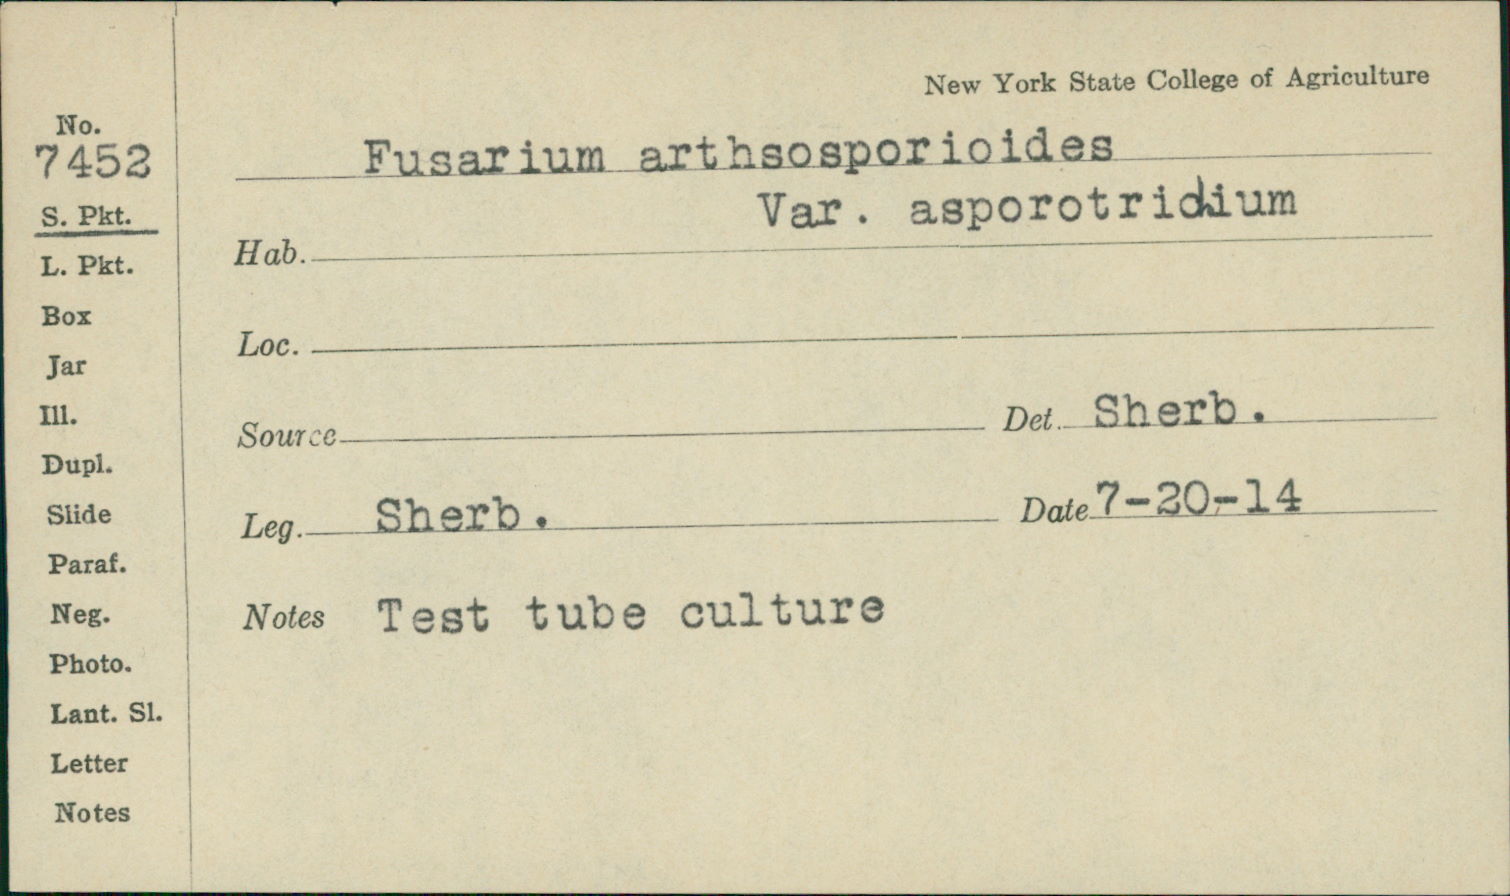 New York State College of Agriculture
No.
7452
S. Pkt.
L. Pkt.
Box
Jar
Ill.
Dupl.
Slide
Paraf.
Neg.
Photo.
Lant. Sl.
Letter
Notes
Fusarium arthsosporioides
Var. asporotrichium
Hab.
Loc.
Source
Det. Sherb.
Leg. Sherb.
Date 7-20-14
Notes Test tube culture